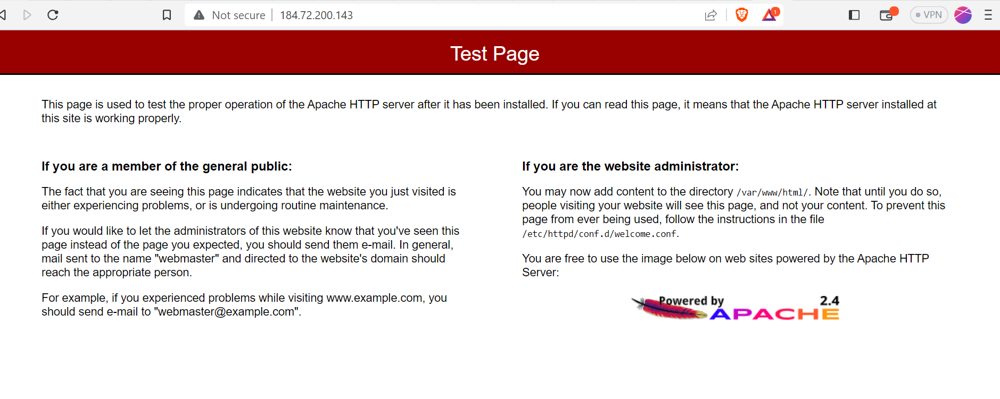 Not secure
184.72.200.143
1
VPN
Test Page
This page is used to test the proper operation of the Apache HTTP server after it has been installed. If you can read this page, it means that the Apache HTTP server installed at
this site is working properly.
If you are a member of the general public:
The fact that you are seeing this page indicates that the website you just visited is
either experiencing problems, or is undergoing routine maintenance.
If you would like to let the administrators of this website know that you've seen this
page instead of the page you expected, you should send them e-mail. In general,
mail sent to the name "webmaster" and directed to the website's domain should
reach the appropriate person.
For example, if you experienced problems while visiting www.example.com, you
should send e-mail to "webmaster@example.com".
If you are the website administrator:
You may now add content to the directory /var/www/html/. Note that until you do so,
people visiting your website will see this page, and not your content. To prevent this
page from ever being used, follow the instructions in the file
/etc/httpd/conf.d/welcome.conf.
You are free to use the image below on web sites powered by the Apache HTTP
Server:
Powered by 2.4
APACHE